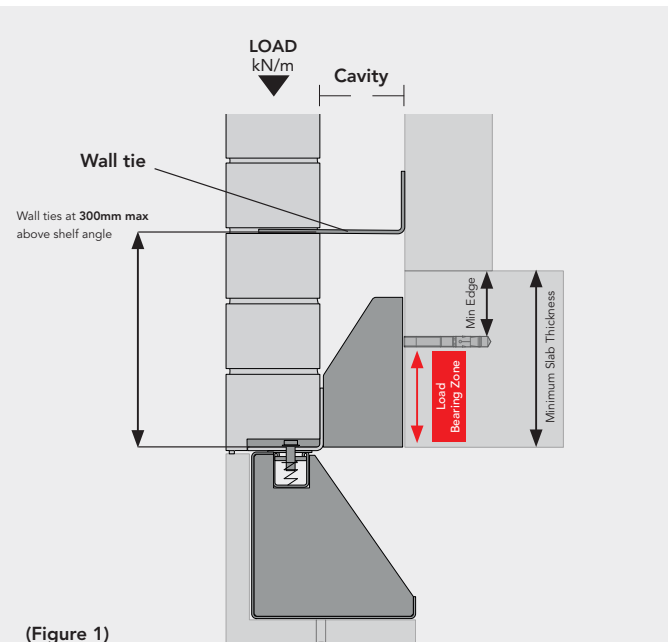 LOAD
kN/m
Cavity
Wall tie
Wall ties at 300mm max
above shelf angle
Min Edge
Minimum Slab Thickness
Load
Bearing Zone
(Figure 1)